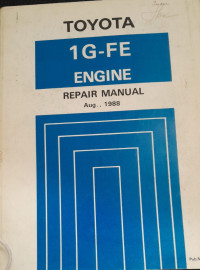 TOYOTA
1G-FE
ENGINE
REPAIR MANUAL
Aug., 1988